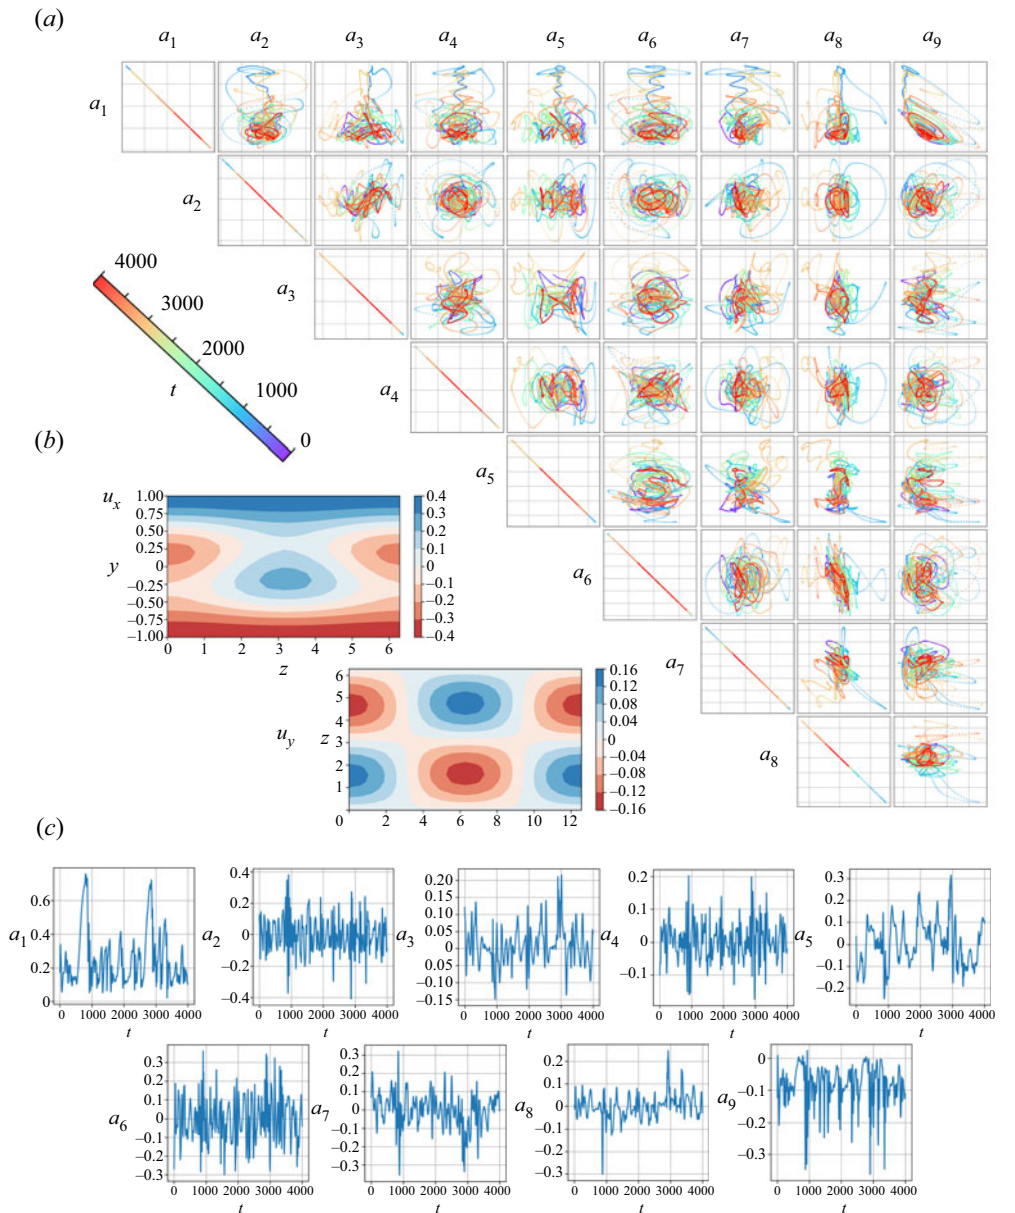 (a)
a1 a2 a3 a4 a5 a6 a7 a8 a9
a1
a2
a3
a4
a5
a6
a7
a8
4000
3000
2000
1000
0
t
(b)
ux
1.00
0.75
0.50
0.25
0
–0.25
–0.50
–0.75
–1.00
y
0 1 2 3 4 5 6
z
0.4
0.3
0.2
0.1
0
–0.1
–0.2
–0.3
–0.4
uy
z
6
5
4
3
2
1
0 2 4 6 8 10 12
0.16
0.12
0.08
0.04
0
–0.04
–0.08
–0.12
–0.16
(c)
a1
0.6
0.4
0.2
0
0 1000 2000 3000 4000
t
a2
0.4
0.2
0
–0.2
–0.4
0 1000 2000 3000 4000
t
a3
0.20
0.15
0.10
0.05
0
0.05
–0.10
–0.15
0 1000 2000 3000 4000
t
a4
0.2
0.1
0
–0.1
0 1000 2000 3000 4000
t
a5
0.3
0.2
0.1
0
–0.1
–0.2
0 1000 2000 3000 4000
t
a6
0.3
0.2
0.1
0
–0.1
–0.2
–0.3
0 1000 2000 3000 4000
t
a7
0.3
0.2
0.1
0
–0.1
–0.2
–0.3
0 1000 2000 3000 4000
t
a8
0.2
0.1
0
–0.1
–0.2
–0.3
0 1000 2000 3000 4000
t
a9
0
–0.1
–0.2
–0.3
0 1000 2000 3000 4000
t